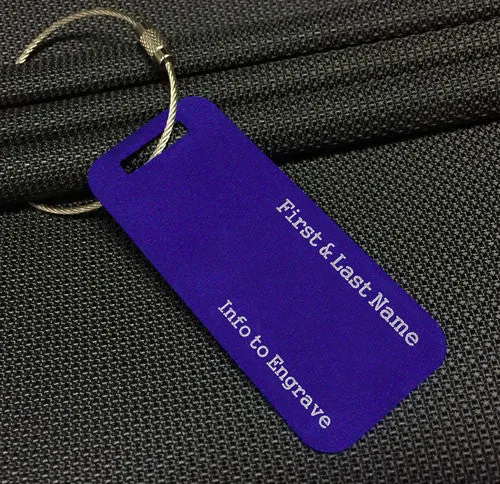 First & Last Name
Info to Engrave